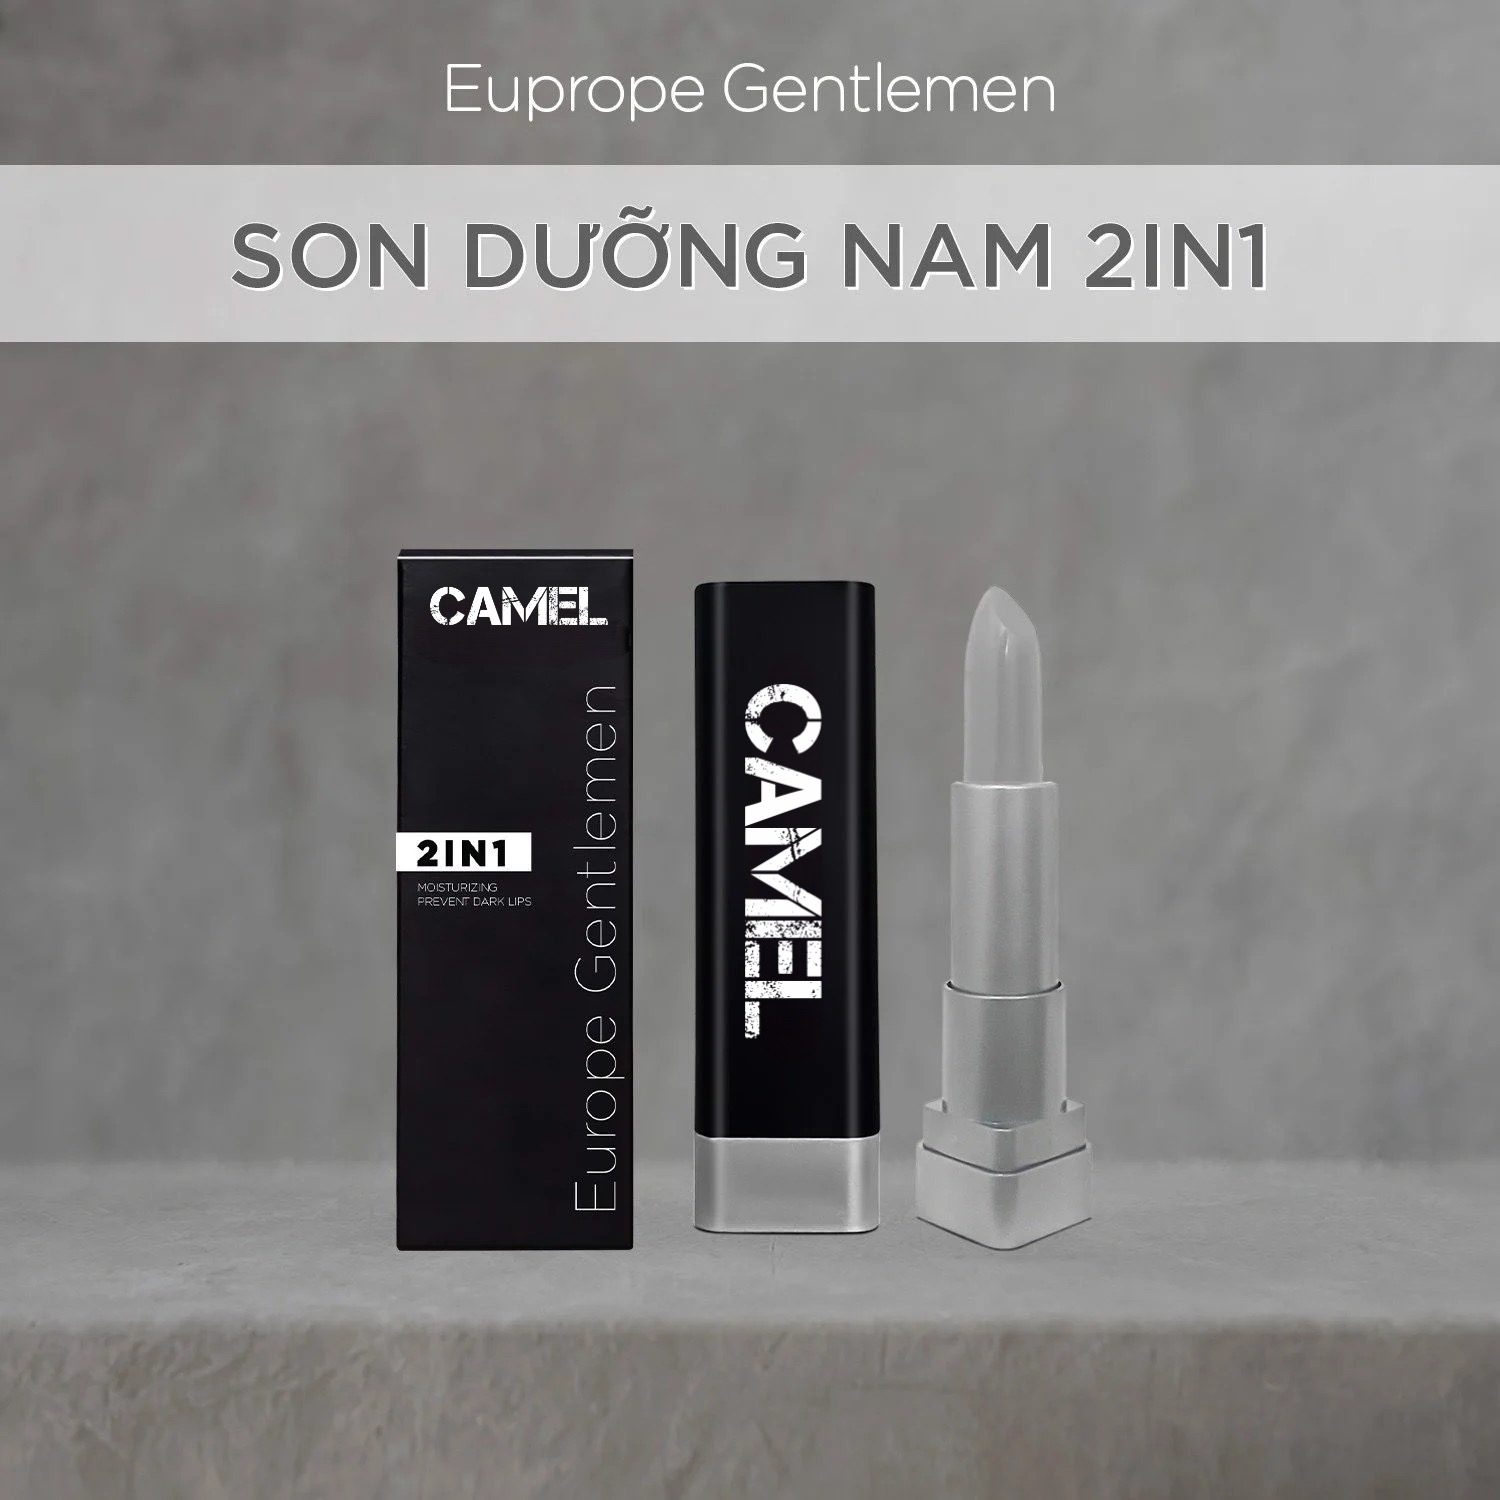 Euprope Gentlemen
SON DƯỠNG NAM 2IN1
CAMEL
Europe Gentlemen
2IN1
MOISTURIZING
PREVENT DARK LIPS
CAMEL